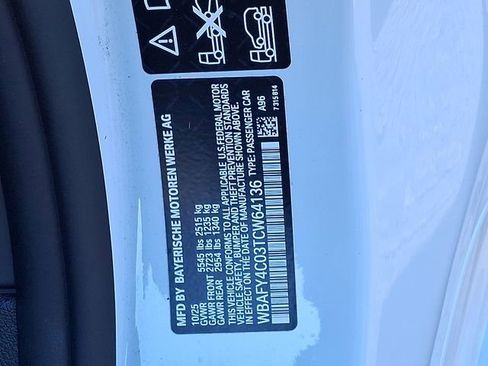 MFD BY BAYERISCHE MOTOREN WERKE AG
10/25
GVWR 5545 lbs 2515 kg
GAWR FRONT 2723 lbs 1235 kg
GAWR REAR 2954 lbs 1340 kg
THIS VEHICLE CONFORMS TO ALL APPLICABLE U.S.FEDERAL MOTOR
VEHICLE SAFETY, BUMPER AND THEFT PREVENTION STANDARDS
IN EFFECT ON THE DATE OF MANUFACTURE SHOWN ABOVE.
WBAFY4C03TCW64136 TYPE: PASSENGER CAR
A96
7315814